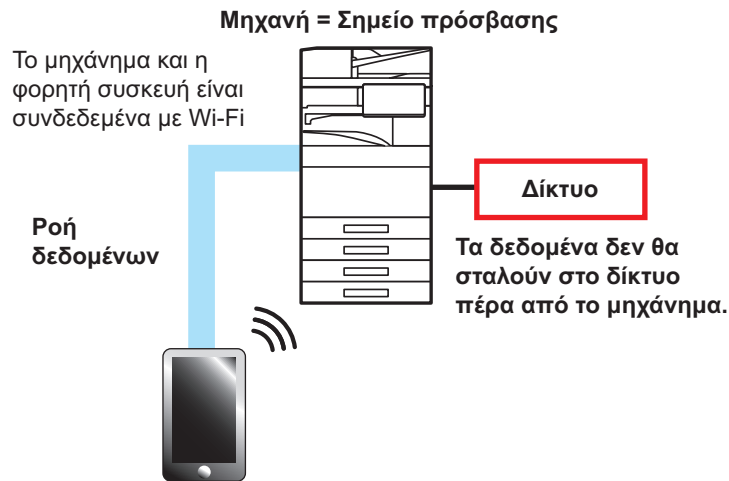 Μηχανή = Σημείο πρόσβασης
Το μηχάνημα και η
φορητή συσκευή είναι
συνδεδεμένα με Wi-Fi
Δίκτυο
Ροή
δεδομένων
Τα δεδομένα δεν θα
σταλούν στο δίκτυο
πέρα από το μηχάνημα.